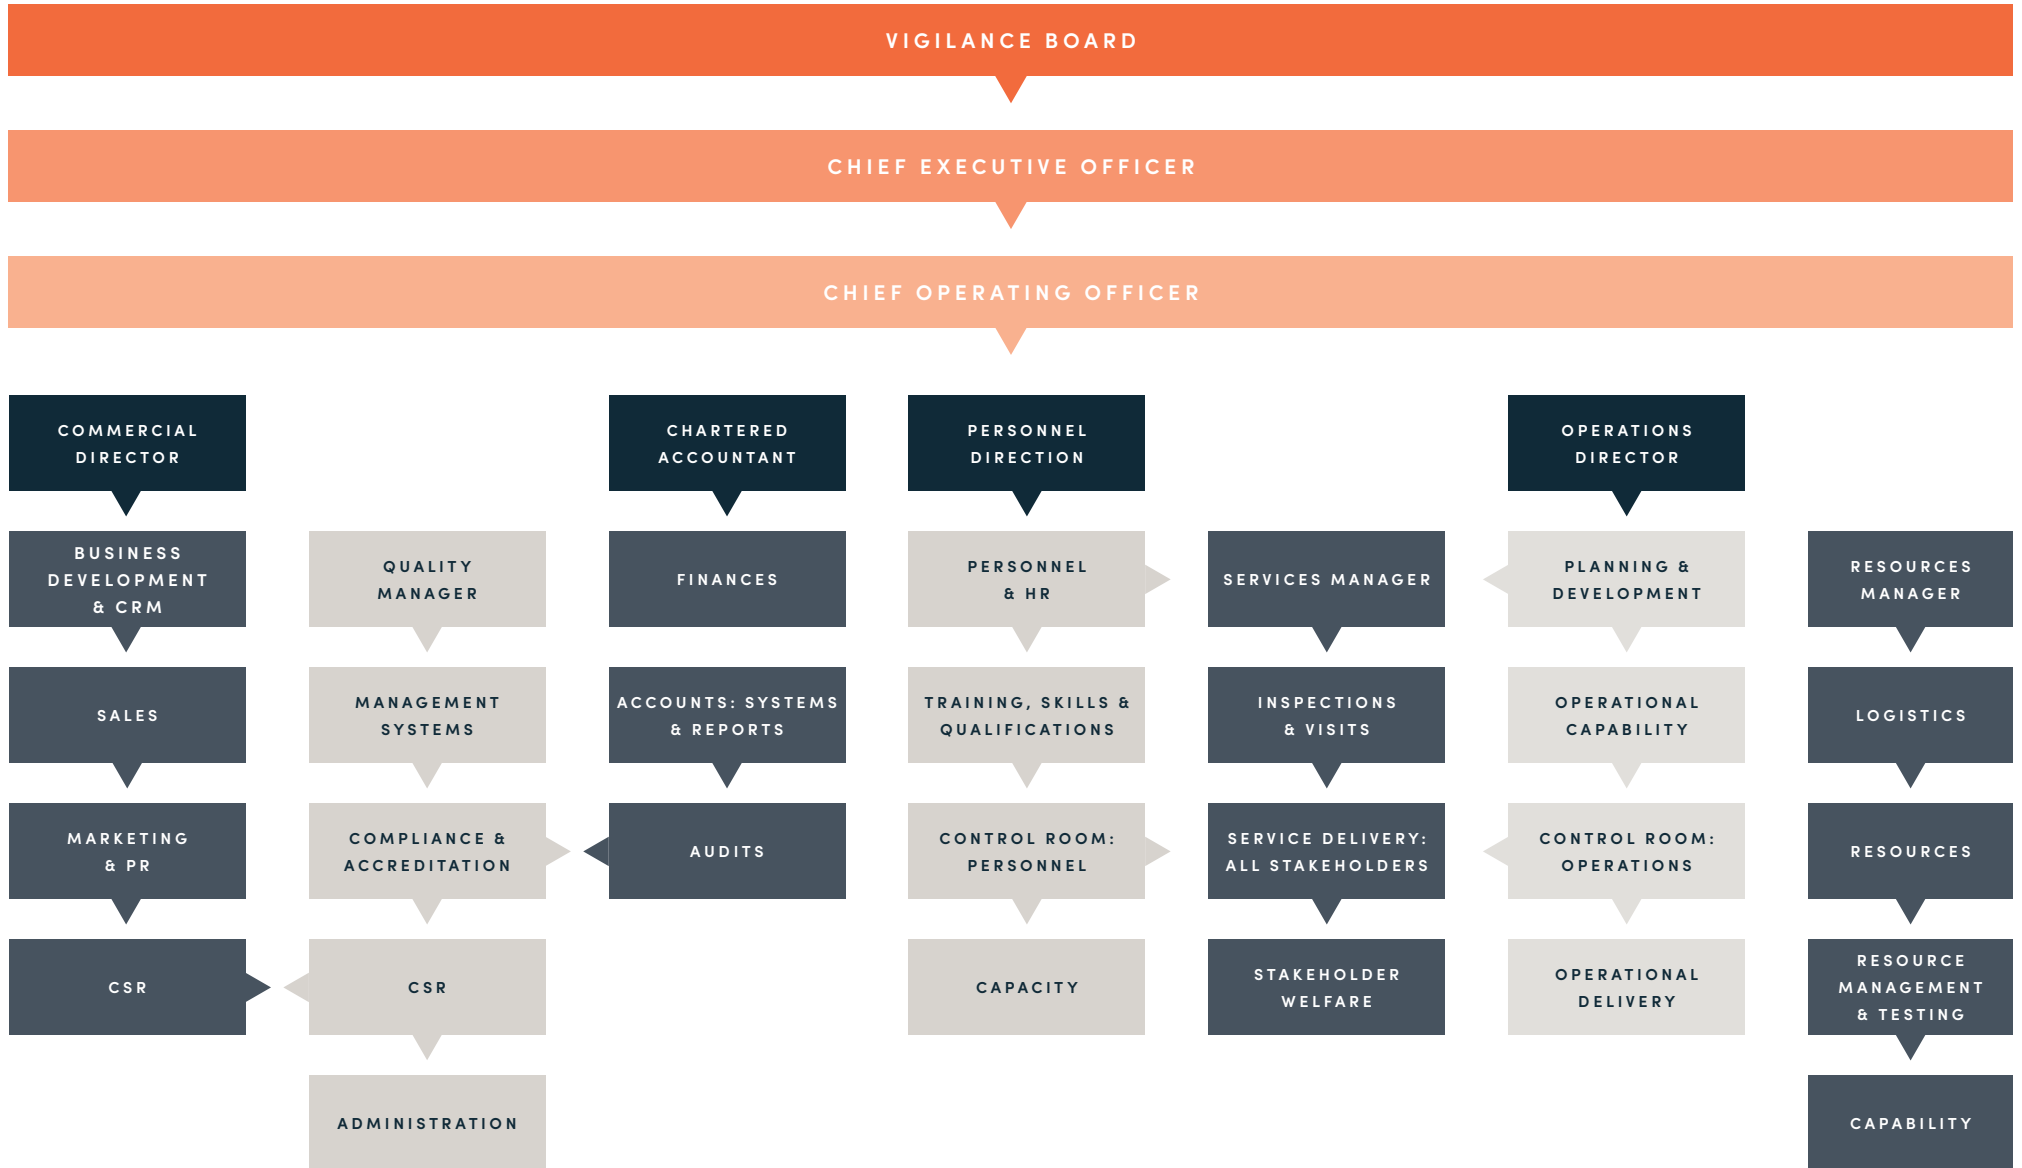 VIGILANCE BOARD
CHIEF EXECUTIVE OFFICER
CHIEF OPERATING OFFICER
COMMERCIAL
DIRECTOR
CHARTERED
ACCOUNTANT
PERSONNEL
DIRECTION
OPERATIONS
DIRECTOR
BUSINESS
DEVELOPMENT
& CRM
QUALITY
MANAGER
FINANCES
PERSONNEL
& HR
SERVICES MANAGER
PLANNING &
DEVELOPMENT
RESOURCES
MANAGER
SALES
MANAGEMENT
SYSTEMS
ACCOUNTS: SYSTEMS
& REPORTS
TRAINING, SKILLS &
QUALIFICATIONS
INSPECTIONS
& VISITS
OPERATIONAL
CAPABILITY
LOGISTICS
MARKETING
& PR
COMPLIANCE &
ACCREDITATION
AUDITS
CONTROL ROOM:
PERSONNEL
SERVICE DELIVERY:
ALL STAKEHOLDERS
CONTROL ROOM:
OPERATIONS
RESOURCES
CSR
CSR
CAPACITY
STAKEHOLDER
WELFARE
OPERATIONAL
DELIVERY
RESOURCE
MANAGEMENT
& TESTING
ADMINISTRATION
CAPABILITY